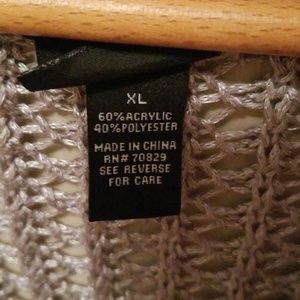 XL
60%ACRYLIC
40%POLYESTER
MADE IN CHINA
RN# 70829
SEE REVERSE
FOR CARE